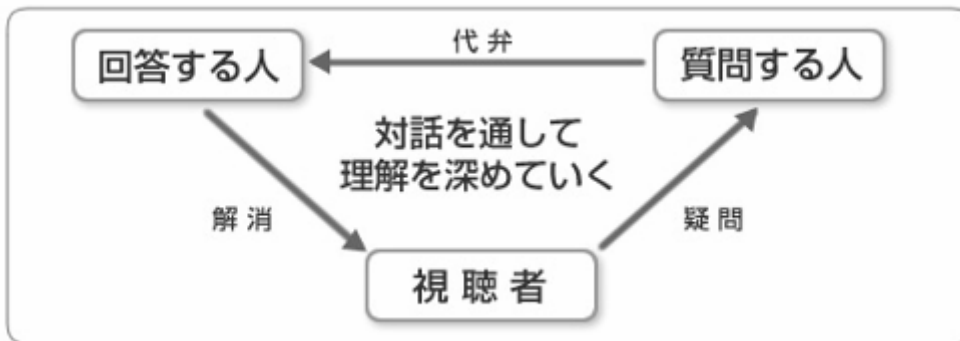 代弁
回答する人
質問する人
対話を通して
理解を深めていく
解消
疑問
視聴者